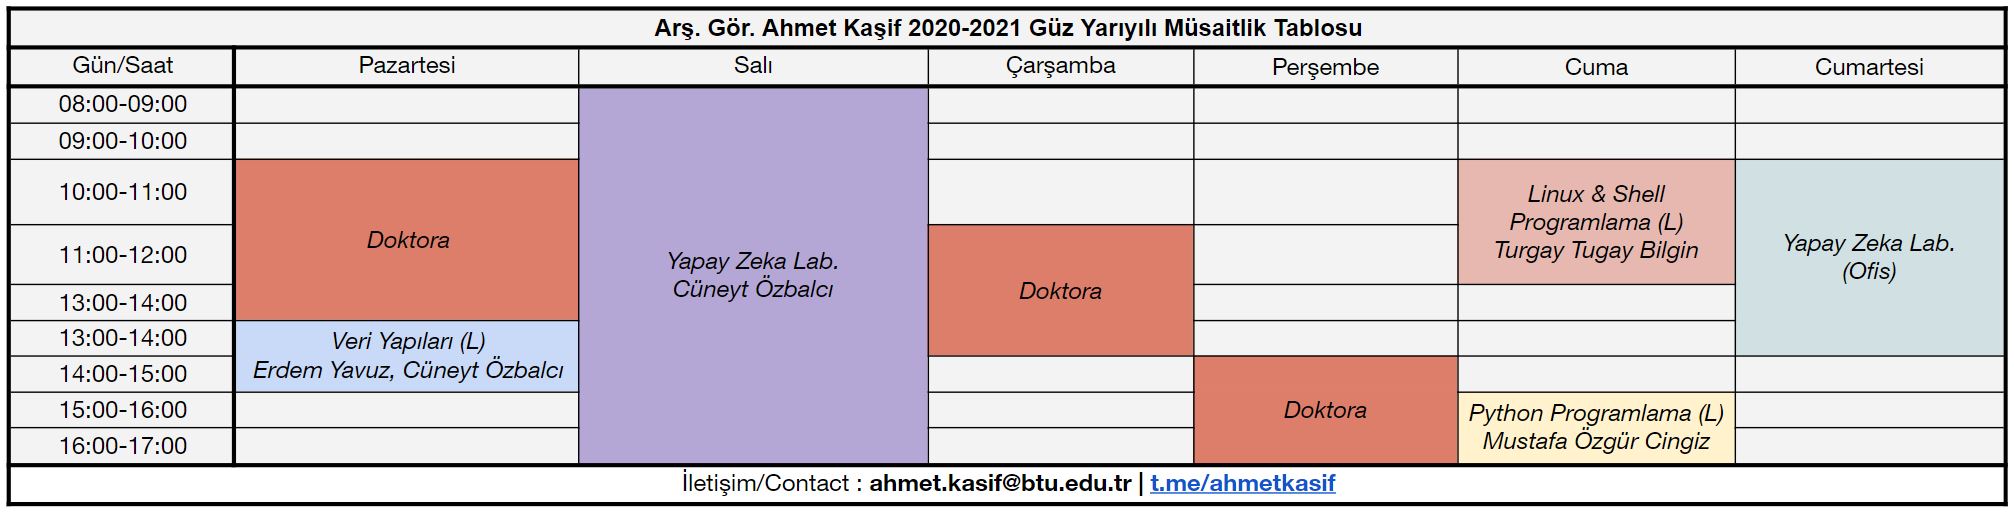 Arş. Gör. Ahmet Kaşif 2020-2021 Güz Yarıyılı Müsaitlik Tablosu
Gün/Saat Pazartesi Salı Çarşamba Perşembe Cuma Cumartesi
08:00-09:00
09:00-10:00
10:00-11:00
11:00-12:00
13:00-14:00
13:00-14:00
14:00-15:00
15:00-16:00
16:00-17:00
Doktora
Veri Yapıları (L)
Erdem Yavuz, Cüneyt Özbalcı
Yapay Zeka Lab.
Cüneyt Özbalcı
Doktora
Doktora
Linux & Shell
Programlama (L)
Turgay Tugay Bilgin
Python Programlama (L)
Mustafa Özgür Cingiz
Yapay Zeka Lab.
(Ofis)
İletişim/Contact : ahmet.kasif@btu.edu.tr | t.me/ahmetkasif